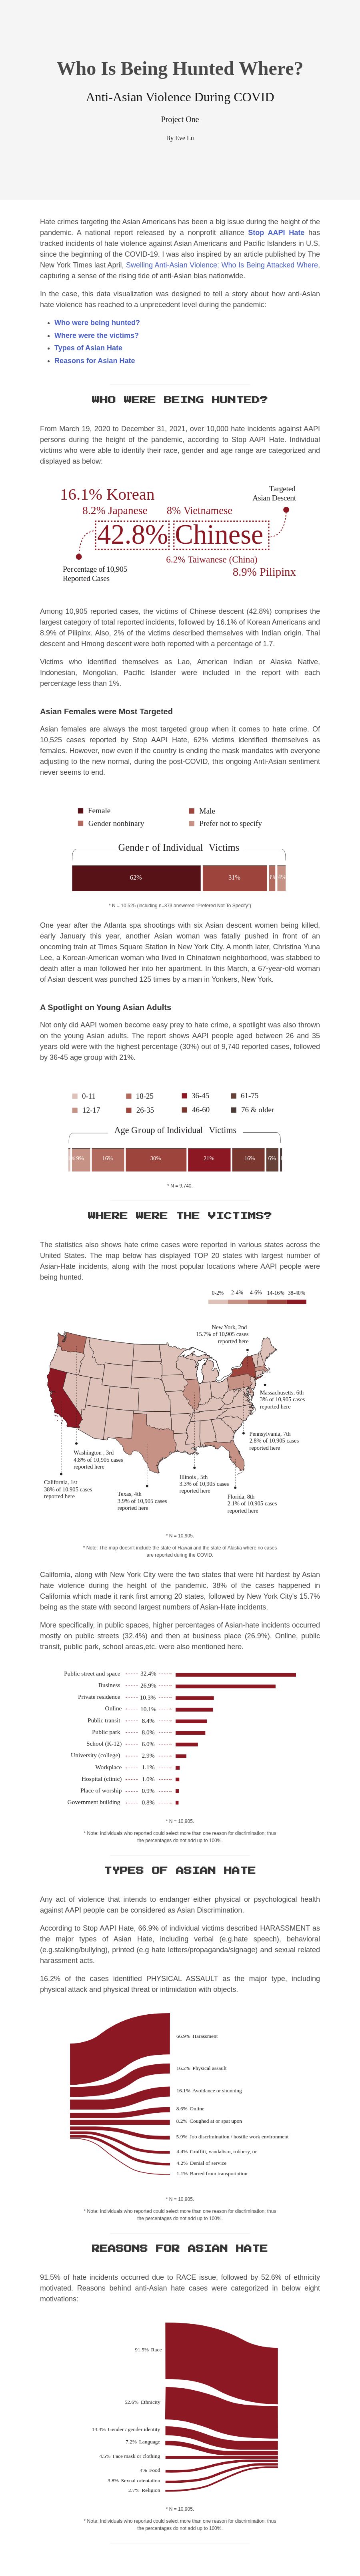 Who Is Being Hunted Where?
Anti-Asian Violence During COVID
Project One
By Eve Lu
Hate crimes targeting the Asian Americans has been a big issue during the height of the
pandemic. A national report released by a nonprofit alliance Stop AAPI Hate has
tracked incidents of hate violence against Asian Americans and Pacific Islanders in U.S,
since the beginning of the COVID-19. I was also inspired by an article published by The
New York Times last April, Swelling Anti-Asian Violence: Who Is Being Attacked Where,
capturing a sense of the rising tide of anti-Asian bias nationwide.
In the case, this data visualization was designed to tell a story about how anti-Asian
hate violence has reached to a unprecedent level during the pandemic:
• Who were being hunted?
• Where were the victims?
• Types of Asian Hate
• Reasons for Asian Hate
WHO WERE BEING HUNTED?
From March 19, 2020 to December 31, 2021, over 10,000 hate incidents against AAPI
persons during the height of the pandemic, according to Stop AAPI Hate. Individual
victims who were able to identify their race, gender and age range are categorized and
displayed as below:
Targeted
Asian Descent
16.1% Korean
8.2% Japanese
8% Vietnamese
42.8% Chinese
6.2% Taiwanese (China)
8.9% Pilipinx
Percentage of 10,905
Reported Cases
Among 10,905 reported cases, the victims of Chinese descent (42.8%) comprises the
largest category of total reported incidents, followed by 16.1% of Korean Americans and
8.9% of Pilipinx. Also, 2% of the victims described themselves with Indian origin. Thai
descent and Hmong descent were both reported with a percentage of 1.7.
Victims who identified themselves as Lao, American Indian or Alaska Native,
Indonesian, Mongolian, Pacific Islander were included in the report with each
percentage less than 1%.
Asian Females were Most Targeted
Asian females are always the most targeted group when it comes to hate crime. Of
10,525 cases reported by Stop AAPI Hate, 62% victims identified themselves as
females. However, now even if the country is ending the mask mandates with everyone
adjusting to the new normal, during the post-COVID, this ongoing Anti-Asian sentiment
never seems to end.
Female
Male
Gender nonbinary
Prefer not to specify
Gender of Individual Victims
62%
31%
* N = 10,525 (including n=373 answered "Prefered Not To Specify")
One year after the Atlanta spa shootings with six Asian descent women being killed,
early January this year, another Asian woman was fatally pushed in front of an
oncoming train at Times Square Station in New York City. A month later, Christina Yuna
Lee, a Korean-American woman who lived in Chinatown neighborhood, was stabbed to
death after a man followed her into her apartment. In this March, a 67-year-old woman
of Asian descent was punched 125 times by a man in Yonkers, New York.
A Spotlight on Young Asian Adults
Not only did AAPI women become easy prey to hate crime, a spotlight was also thrown
on the young Asian adults. The report shows AAPI people aged between 26 and 35
years old were with the highest percentage (30%) out of 9,740 reported cases, followed
by 36-45 age group with 21%.
0-11
18-25
36-45
61-75
12-17
26-35
46-60
76 & older
Age Group of Individual Victims
9%
16%
30%
21%
16%
6%
* N = 9,740.
WHERE WERE THE VICTIMS?
The statistics also shows hate crime cases were reported in various states across the
United States. The map below has displayed TOP 20 states with largest number of
Asian-Hate incidents, along with the most popular locations where AAPI people were
being hunted.
0-2% 2-4% 4-6% 14-16% 38-40%
New York, 2nd
15.7% of 10,905 cases
reported here
Massachusetts, 6th
3% of 10,905 cases
reported here
Pennsylvania, 7th
2.8% of 10,905 cases
reported here
Washington , 3rd
4.8% of 10,905 cases
reported here
California, 1st
38% of 10,905 cases
reported here
Texas, 4th
3.9% of 10,905 cases
reported here
Illinois , 5th
3.3% of 10,905 cases
reported here
Florida, 8th
2.1% of 10,905 cases
reported here
* N = 10,905.
* Note: The map doesn't include the state of Hawaii and the state of Alaska where no cases
are reported during the COVID.
California, along with New York City were the two states that were hit hardest by Asian
hate violence during the height of pandemic. 38% of the cases happened in
California which made it rank first among 20 states, followed by New York City's 15.7%
being as the state with second largest numbers of Asian-Hate incidents.
More specifically, in public spaces, higher percentages of Asian-hate incidents occurred
mostly on public streets (32.4%) and then at business place (26.9%). Online, public
transit, public park, school areas,etc. were also mentioned here.
Public street and space 32.4%
Business 26.9%
Private residence 10.3%
Online 10.1%
Public transit 8.4%
Public park 8.0%
School (K-12) 6.0%
University (college) 2.9%
Workplace 1.1%
Hospital (clinic) 1.0%
Place of worship 0.9%
Government building 0.8%
* N = 10,905.
* Note: Individuals who reported could select more than one reason for discrimination; thus
the percentages do not added up to 100%.
TYPES OF ASIAN HATE
Any act of violence that intends to endanger either physical or psychological health
against AAPI people can be considered as Asian Discrimination.
According to Stop AAPI Hate, 66.9% of individual victims described HARASSMENT as
the major types of Asian Hate, including verbal (e.g.hate speech), behavioral
(e.g.stalking/bullying), printed (e.g hate letters/propaganda/signage) and sexual related
harassment acts.
16.2% of the cases identified PHYSICAL ASSAULT as the major type, including
physical attack and physical threat or intimidation with objects.
66.9% Harassment
16.2% Physical assault
16.1% Avoidance or shunning
8.6% Online
8.2% Coughed at or spat upon
5.9% Job discrimination / hostile work environment
4.4% Graffiti, vandalism, robbery, or
4.2% Denial of service
1.1% Barred from transportation
* N = 10,905.
* Note: Individuals who reported could select more than one reason for discrimination; thus
the percentages do not add up to 100%.
REASONS FOR ASIAN HATE
91.5% of hate incidents occurred due to RACE issue, followed by 52.6% of ethnicity
motivated. Reasons behind anti-Asian hate cases were categorized in below eight
motivations:
91.5% Race
52.6% Ethnicity
14.4% Gender / gender identity
7.2% Language
4.5% Face mask or clothing
4% Food
3.8% Sexual orientation
2.7% Religion
* N = 10,905.
* Note: Individuals who reported could select more than one reason for discrimination; thus
the percentages do not add up to 100%.